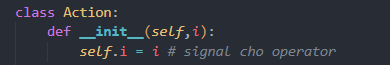 class Action:
    def __init__(self,i):
        self.i = i # signal cho operator